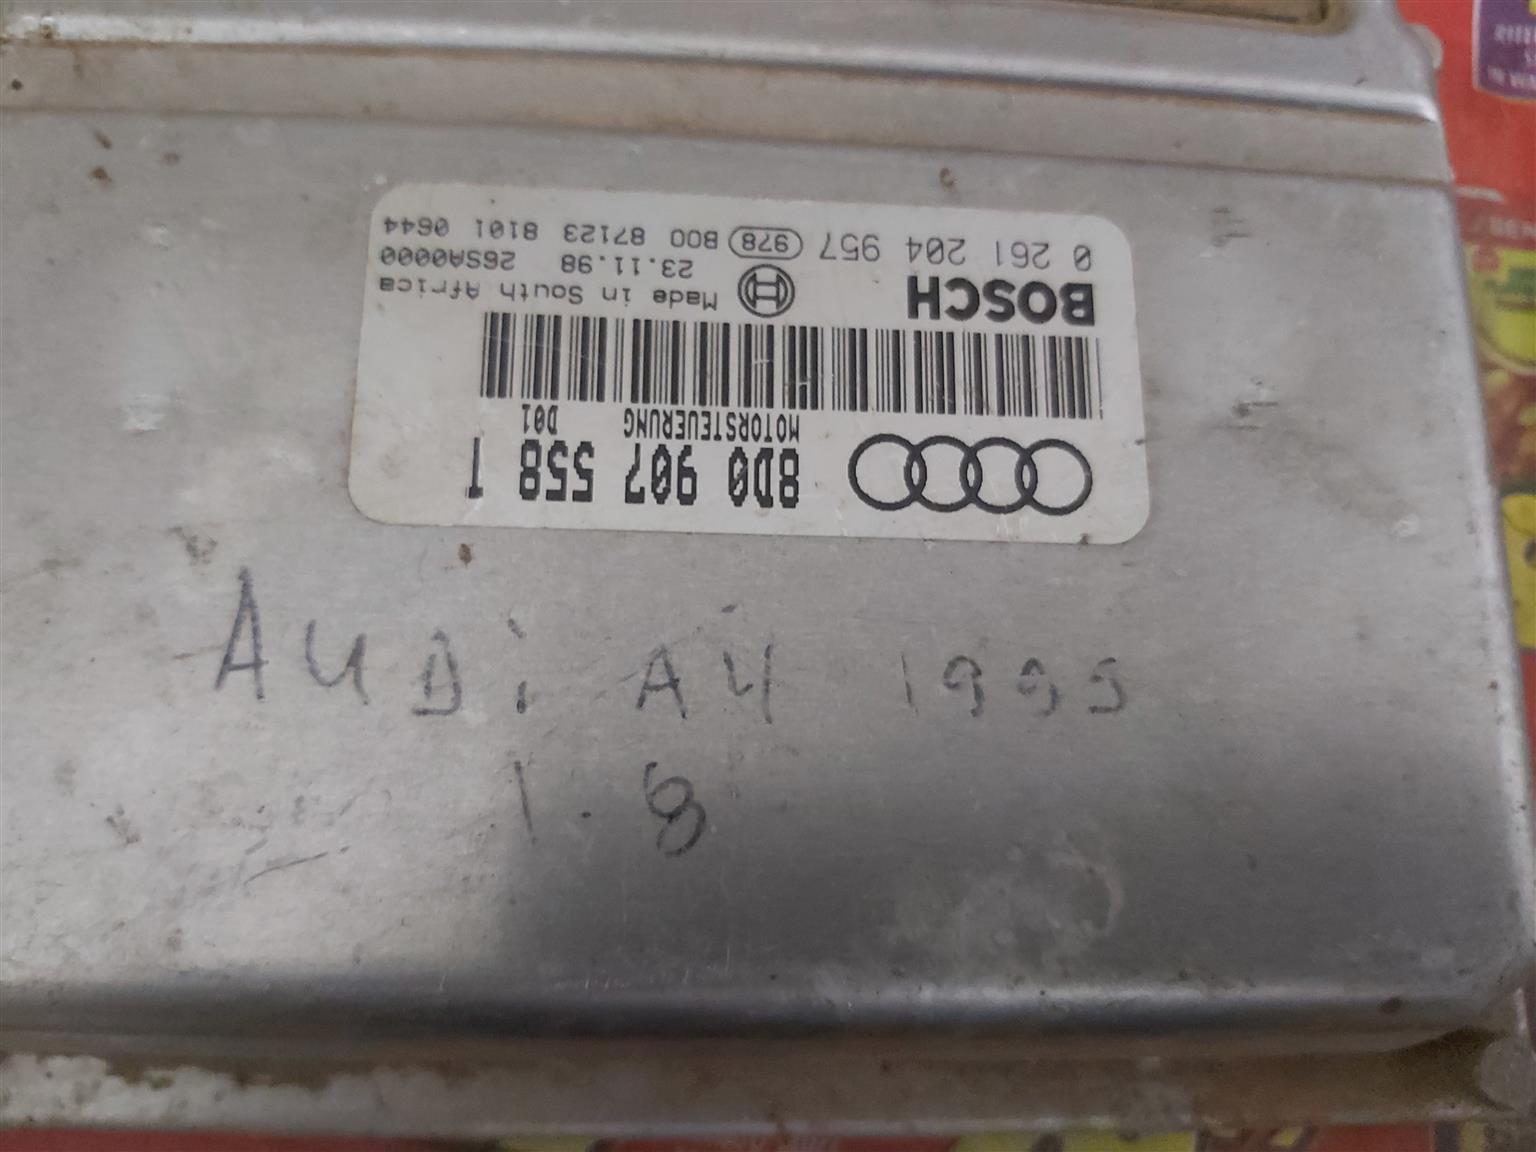 8D0 907 558 T
MOTORSTEUERUNG D01
BOSCH
Made in South Africa
23.11.98 26SA0000
0 261 204 957 978 B00 87123 8101 0644
AUDi A4 1999
1.8